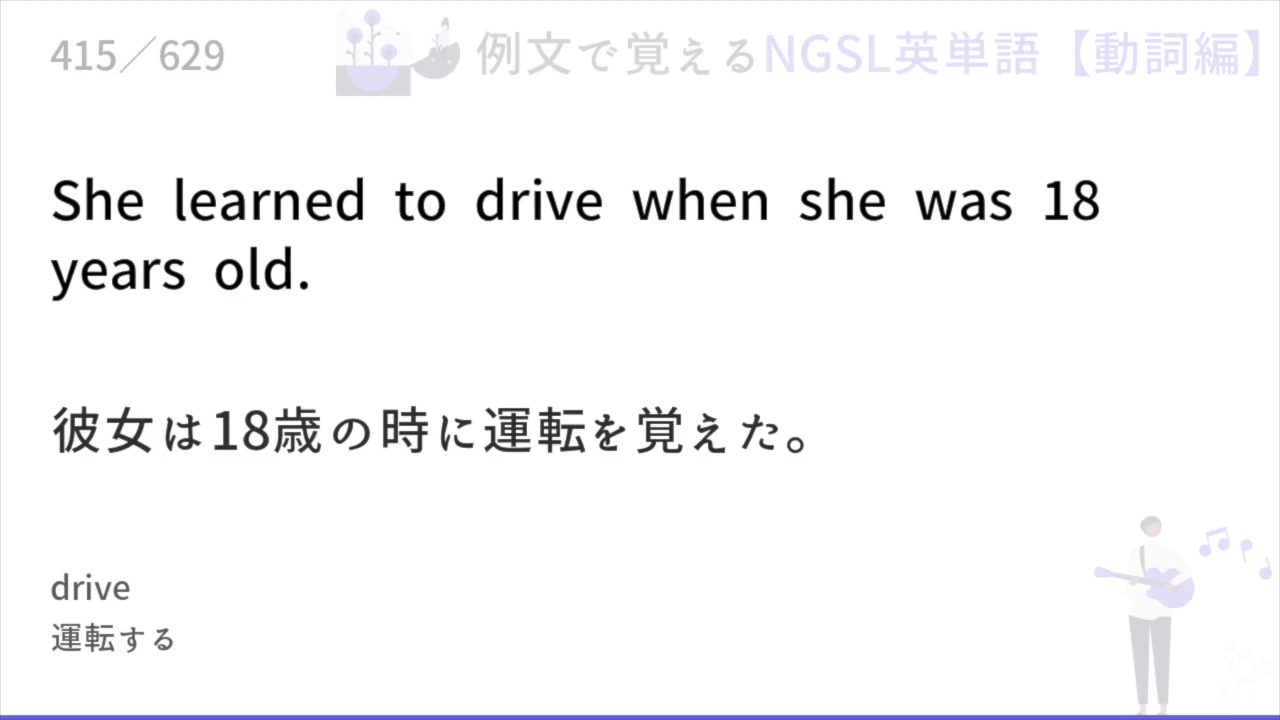 415／629
例文で覚えるNGSL英単語【動詞編】
She learned to drive when she was 18
years old.
彼女は18歳の時に運転を覚えた。
drive
運転する